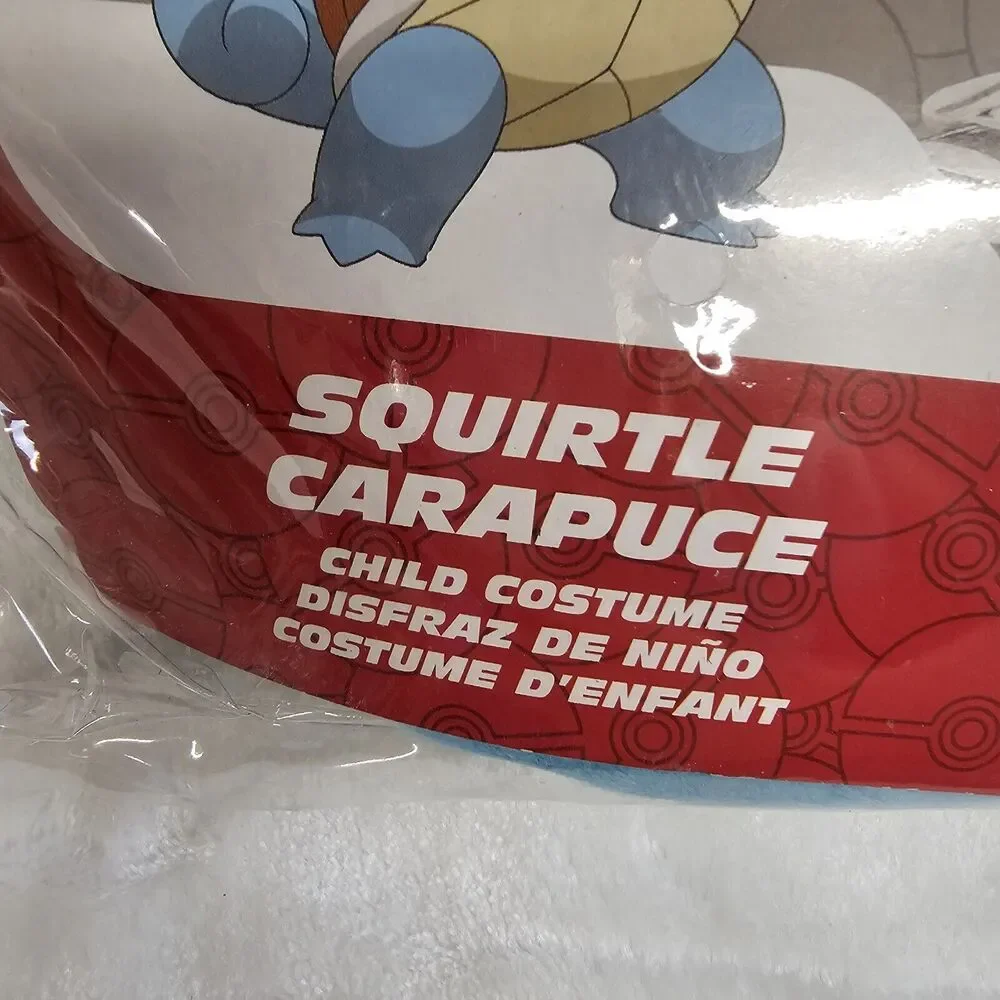 SQUIRTLE
CARAPUCE
CHILD COSTUME
DISFRAZ DE NIÑO
COSTUME D'ENFANT